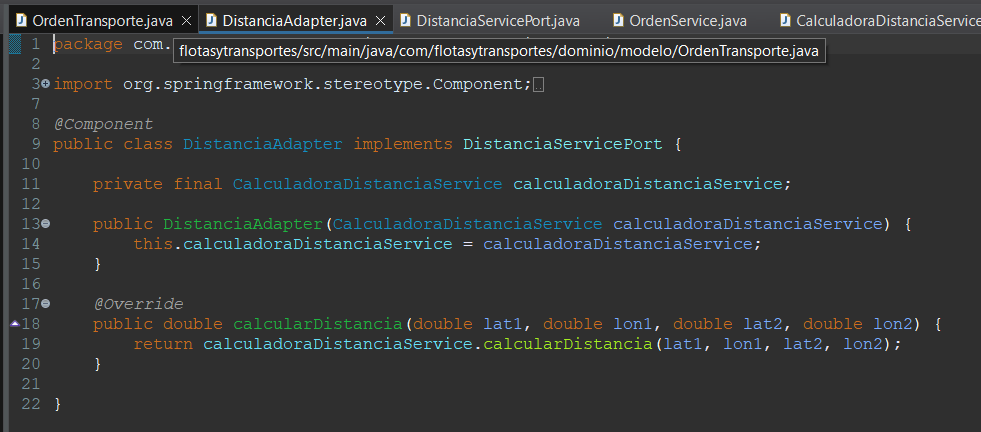 OrdenTransporte.java DistanciaAdapter.java DistanciaServicePort.java OrdenService.java CalculadoraDistanciaService
1 package com.
flotasytransportes/src/main/java/com/flotasytransportes/dominio/modelo/OrdenTransporte.java
2
3 import org.springframework.stereotype.Component;
7
8 @Component
9 public class DistanciaAdapter implements DistanciaServicePort {
10
11 private final CalculadoraDistanciaService calculadoraDistanciaService;
12
13 public DistanciaAdapter(CalculadoraDistanciaService calculadoraDistanciaService) {
14 this.calculadoraDistanciaService = calculadoraDistanciaService;
15 }
16
17 @Override
18 public double calcularDistancia(double lat1, double lon1, double lat2, double lon2) {
19 return calculadoraDistanciaService.calcularDistancia(lat1, lon1, lat2, lon2);
20 }
21
22 }